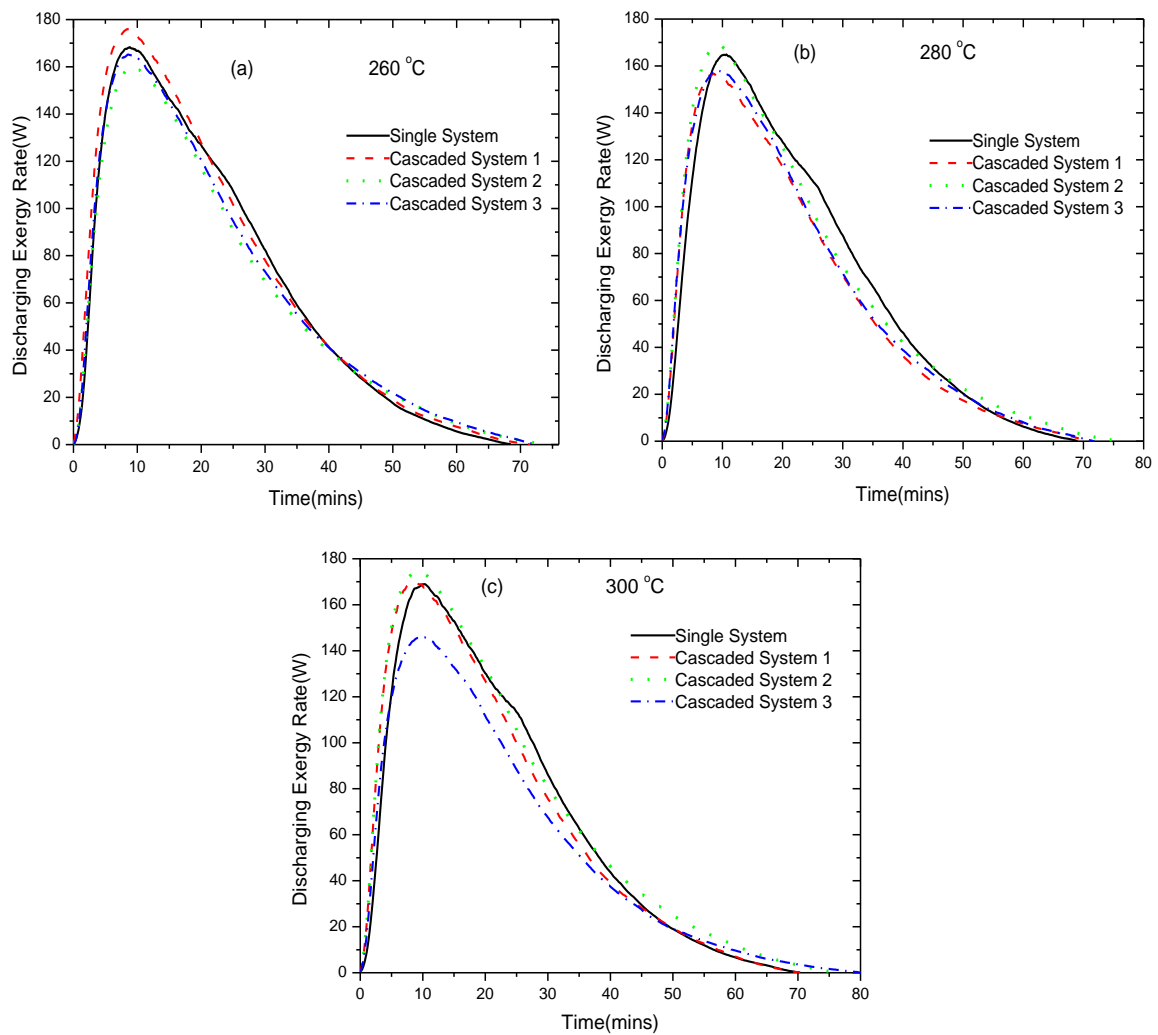 180
160
140
120
100
80
60
40
20
0
Discharging Exergy Rate(W)
(a)
260 °C
Single System
Cascaded System 1
Cascaded System 2
Cascaded System 3
0 10 20 30 40 50 60 70
Time(mins)
180
160
140
120
100
80
60
40
20
0
Discharging Exergy Rate(W)
(b)
280 °C
Single System
Cascaded System 1
Cascaded System 2
Cascaded System 3
0 10 20 30 40 50 60 70 80
Time(mins)
180
160
140
120
100
80
60
40
20
0
Discharging Exergy Rate(W)
(c)
300 °C
Single System
Cascaded System 1
Cascaded System 2
Cascaded System 3
0 10 20 30 40 50 60 70 80
Time(mins)